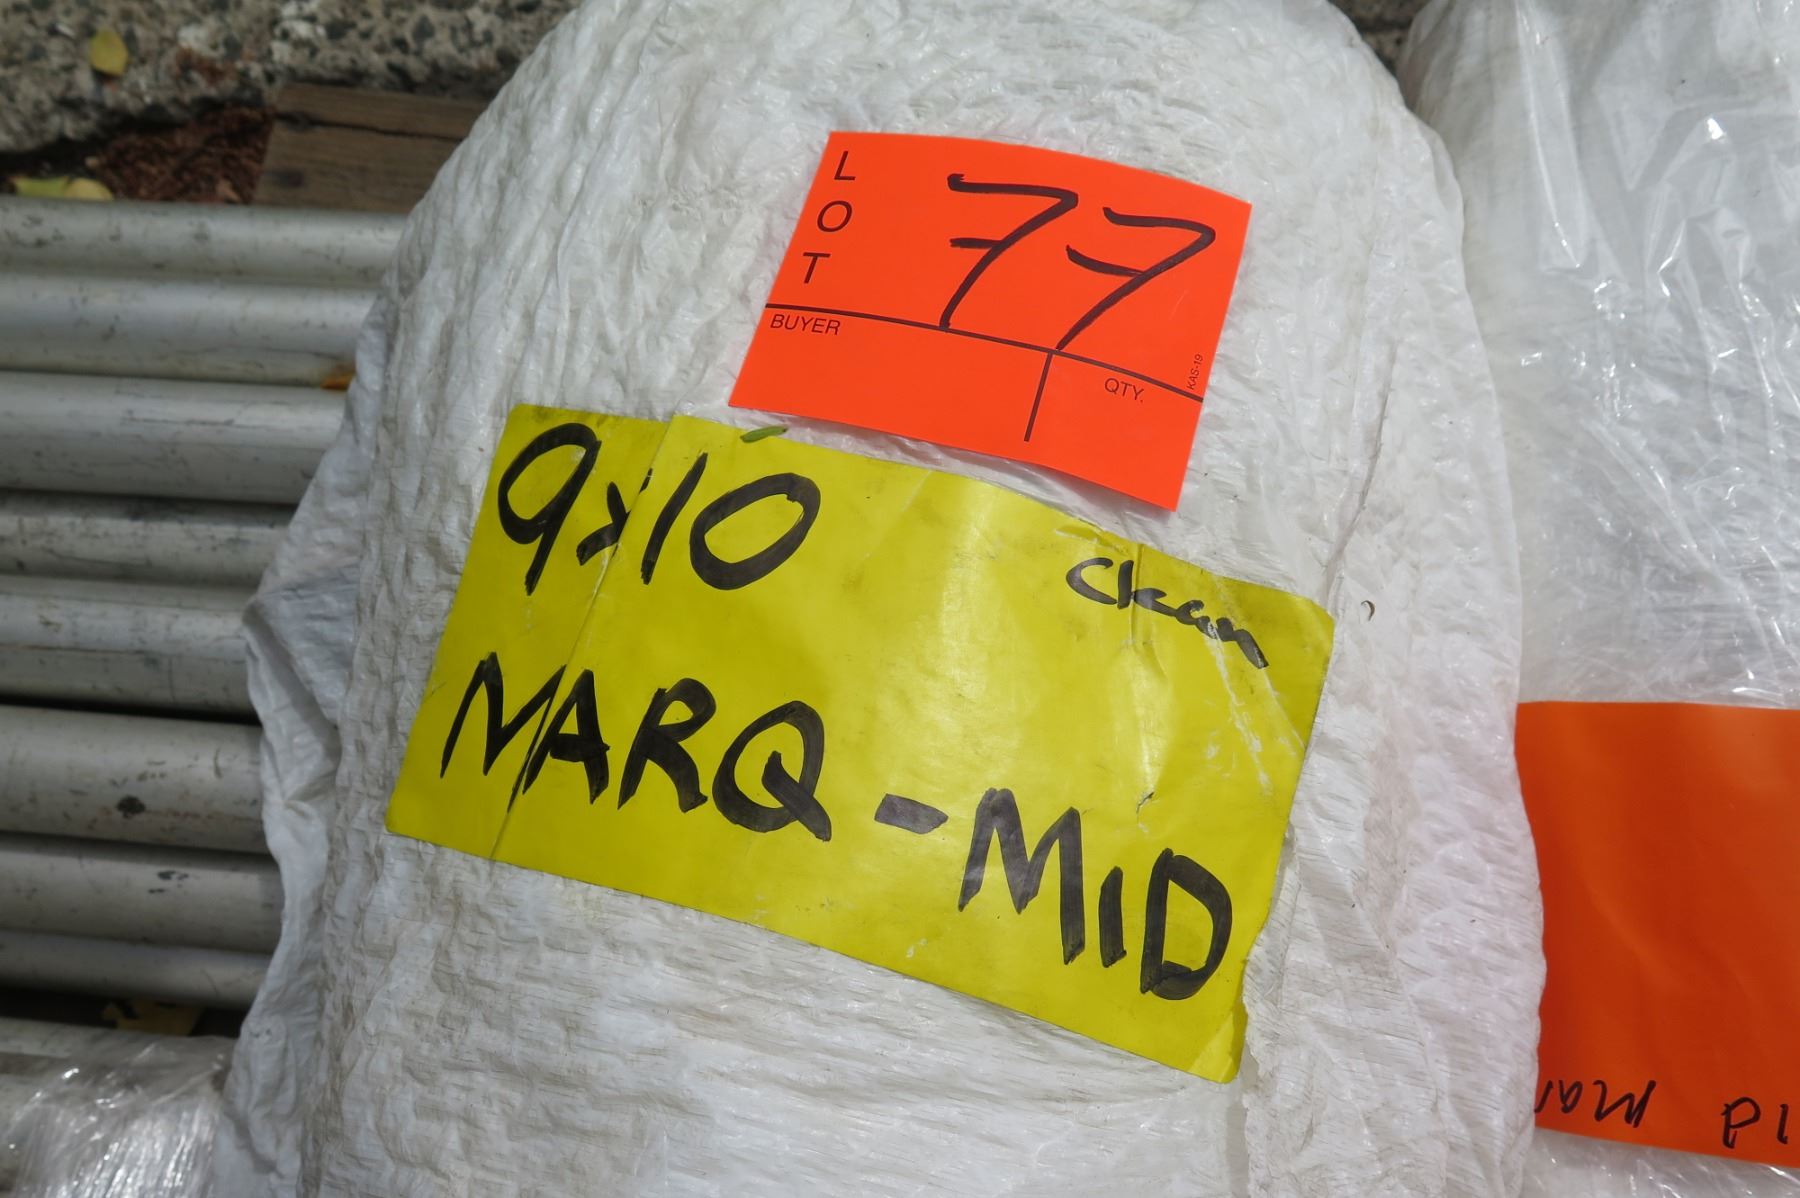 LOT
77
BUYER
QTY.
KAS-19
9x10
Clean
MARQ-MID